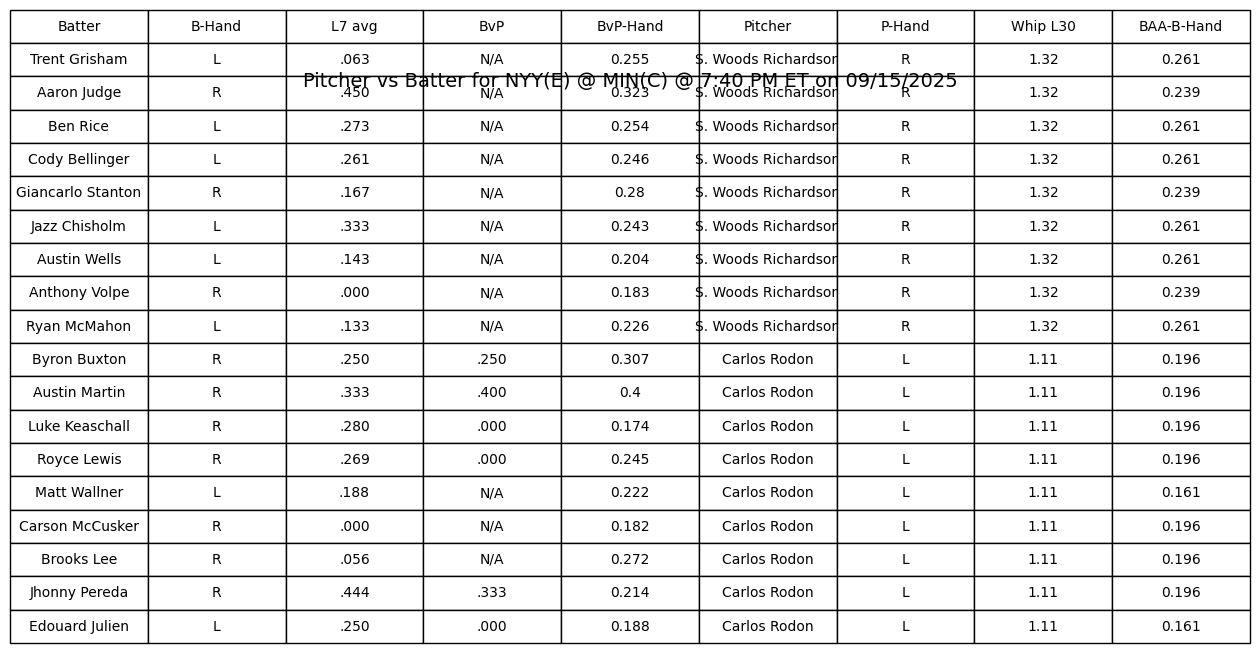 Batter B-Hand L7 avg BvP BvP-Hand Pitcher P-Hand Whip L30 BAA-B-Hand
Trent Grisham L .063 N/A 0.255 S. Woods Richardson R 1.32 0.261
Pitcher vs Batter for NYY(E) @ MIN(C) @ 7:40 PM ET on 09/15/2025
Aaron Judge R .450 N/A 0.323 S. Woods Richardson R 1.32 0.239
Ben Rice L .273 N/A 0.254 S. Woods Richardson R 1.32 0.261
Cody Bellinger L .261 N/A 0.246 S. Woods Richardson R 1.32 0.261
Giancarlo Stanton R .167 N/A 0.28 S. Woods Richardson R 1.32 0.239
Jazz Chisholm L .333 N/A 0.243 S. Woods Richardson R 1.32 0.261
Austin Wells L .143 N/A 0.204 S. Woods Richardson R 1.32 0.261
Anthony Volpe R .000 N/A 0.183 S. Woods Richardson R 1.32 0.239
Ryan McMahon L .133 N/A 0.226 S. Woods Richardson R 1.32 0.261
Byron Buxton R .250 .250 0.307 Carlos Rodon L 1.11 0.196
Austin Martin R .333 .400 0.4 Carlos Rodon L 1.11 0.196
Luke Keaschall R .280 .000 0.174 Carlos Rodon L 1.11 0.196
Royce Lewis R .269 .000 0.245 Carlos Rodon L 1.11 0.196
Matt Wallner L .188 N/A 0.222 Carlos Rodon L 1.11 0.161
Carson McCusker R .000 N/A 0.182 Carlos Rodon L 1.11 0.196
Brooks Lee R .056 N/A 0.272 Carlos Rodon L 1.11 0.196
Jhonny Pereda R .444 .333 0.214 Carlos Rodon L 1.11 0.196
Edouard Julien L .250 .000 0.188 Carlos Rodon L 1.11 0.161